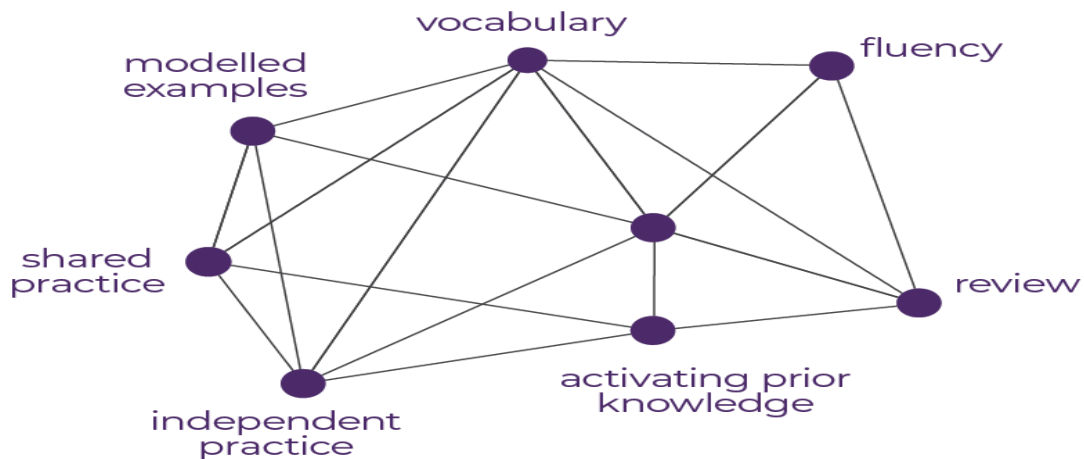 vocabulary
fluency
modelled
examples
shared
practice
review
activating prior
knowledge
independent
practice